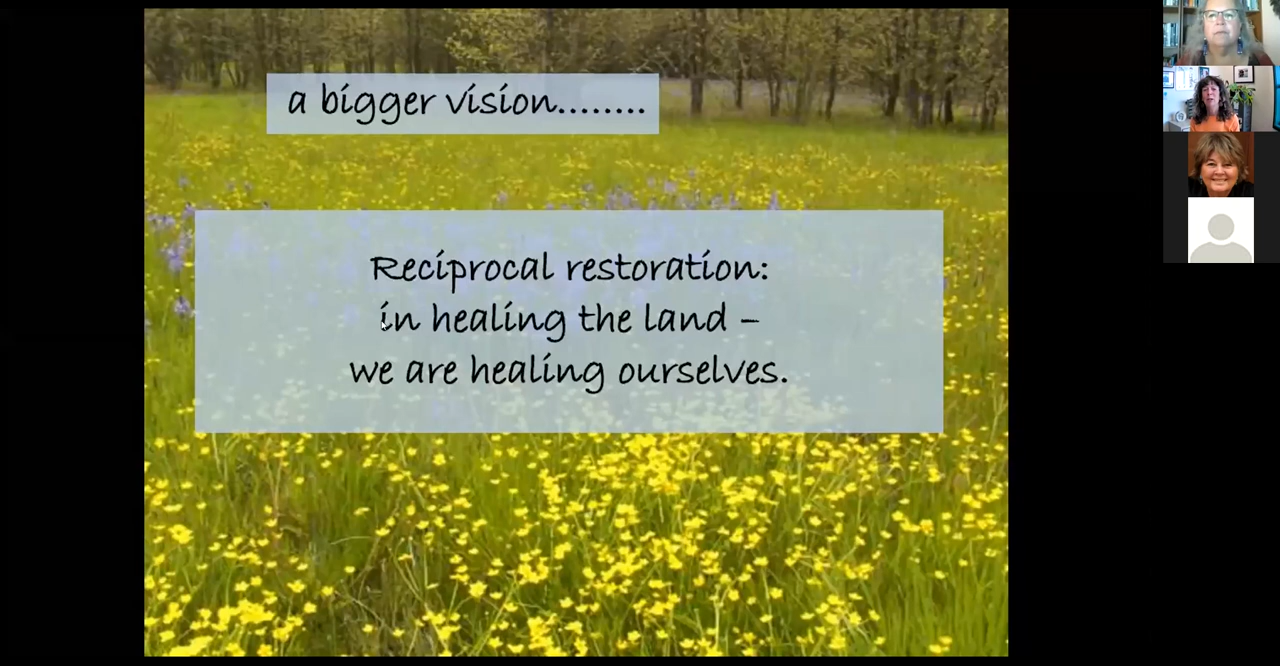 a bigger vision........
Reciprocal restoration:
in healing the land –
we are healing ourselves.